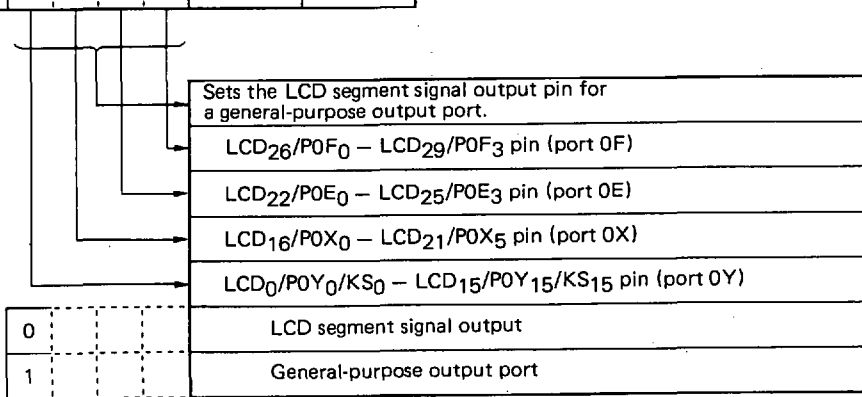 Sets the LCD segment signal output pin for
a general-purpose output port.
LCD26/P0F0 – LCD29/P0F3 pin (port 0F)
LCD22/P0E0 – LCD25/P0E3 pin (port 0E)
LCD16/P0X0 – LCD21/P0X5 pin (port 0X)
LCD0/P0Y0/KS0 – LCD15/P0Y15/KS15 pin (port 0Y)
0 LCD segment signal output
1 General-purpose output port